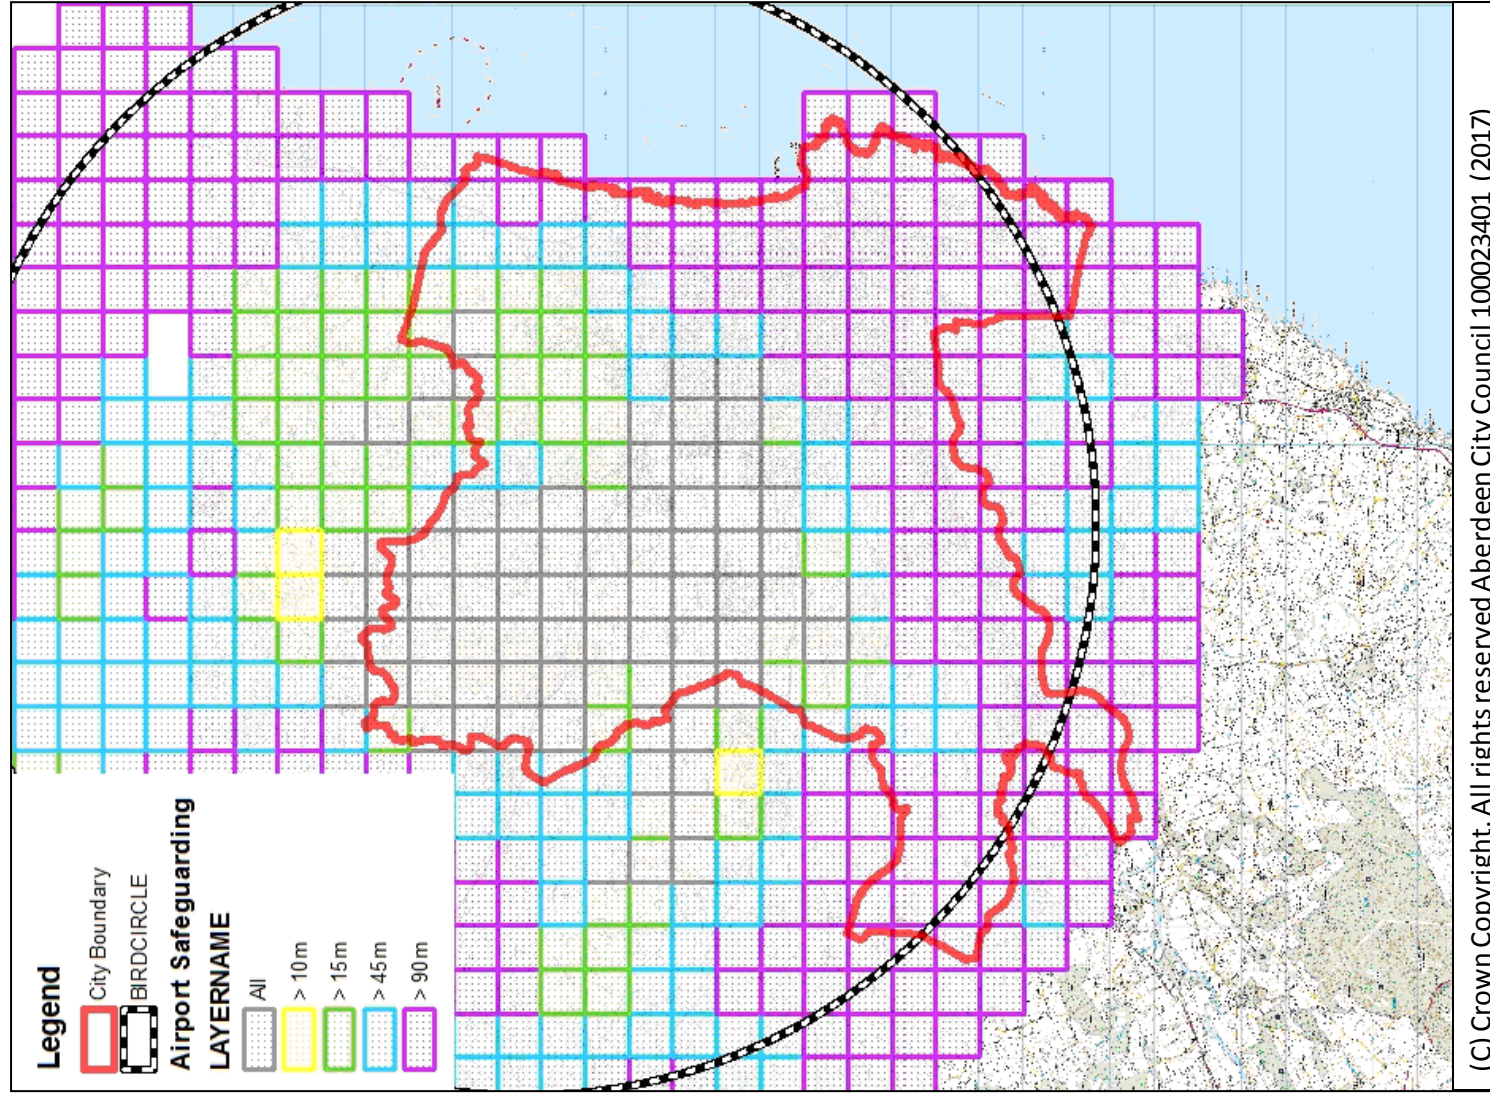 Legend
City Boundary
BIRDCIRCLE
Airport Safeguarding
LAYERNAME
All
> 10m
> 15m
> 45m
> 90m
(C) Crown Copyright. All rights reserved Aberdeen City Council 100023401 (2017)